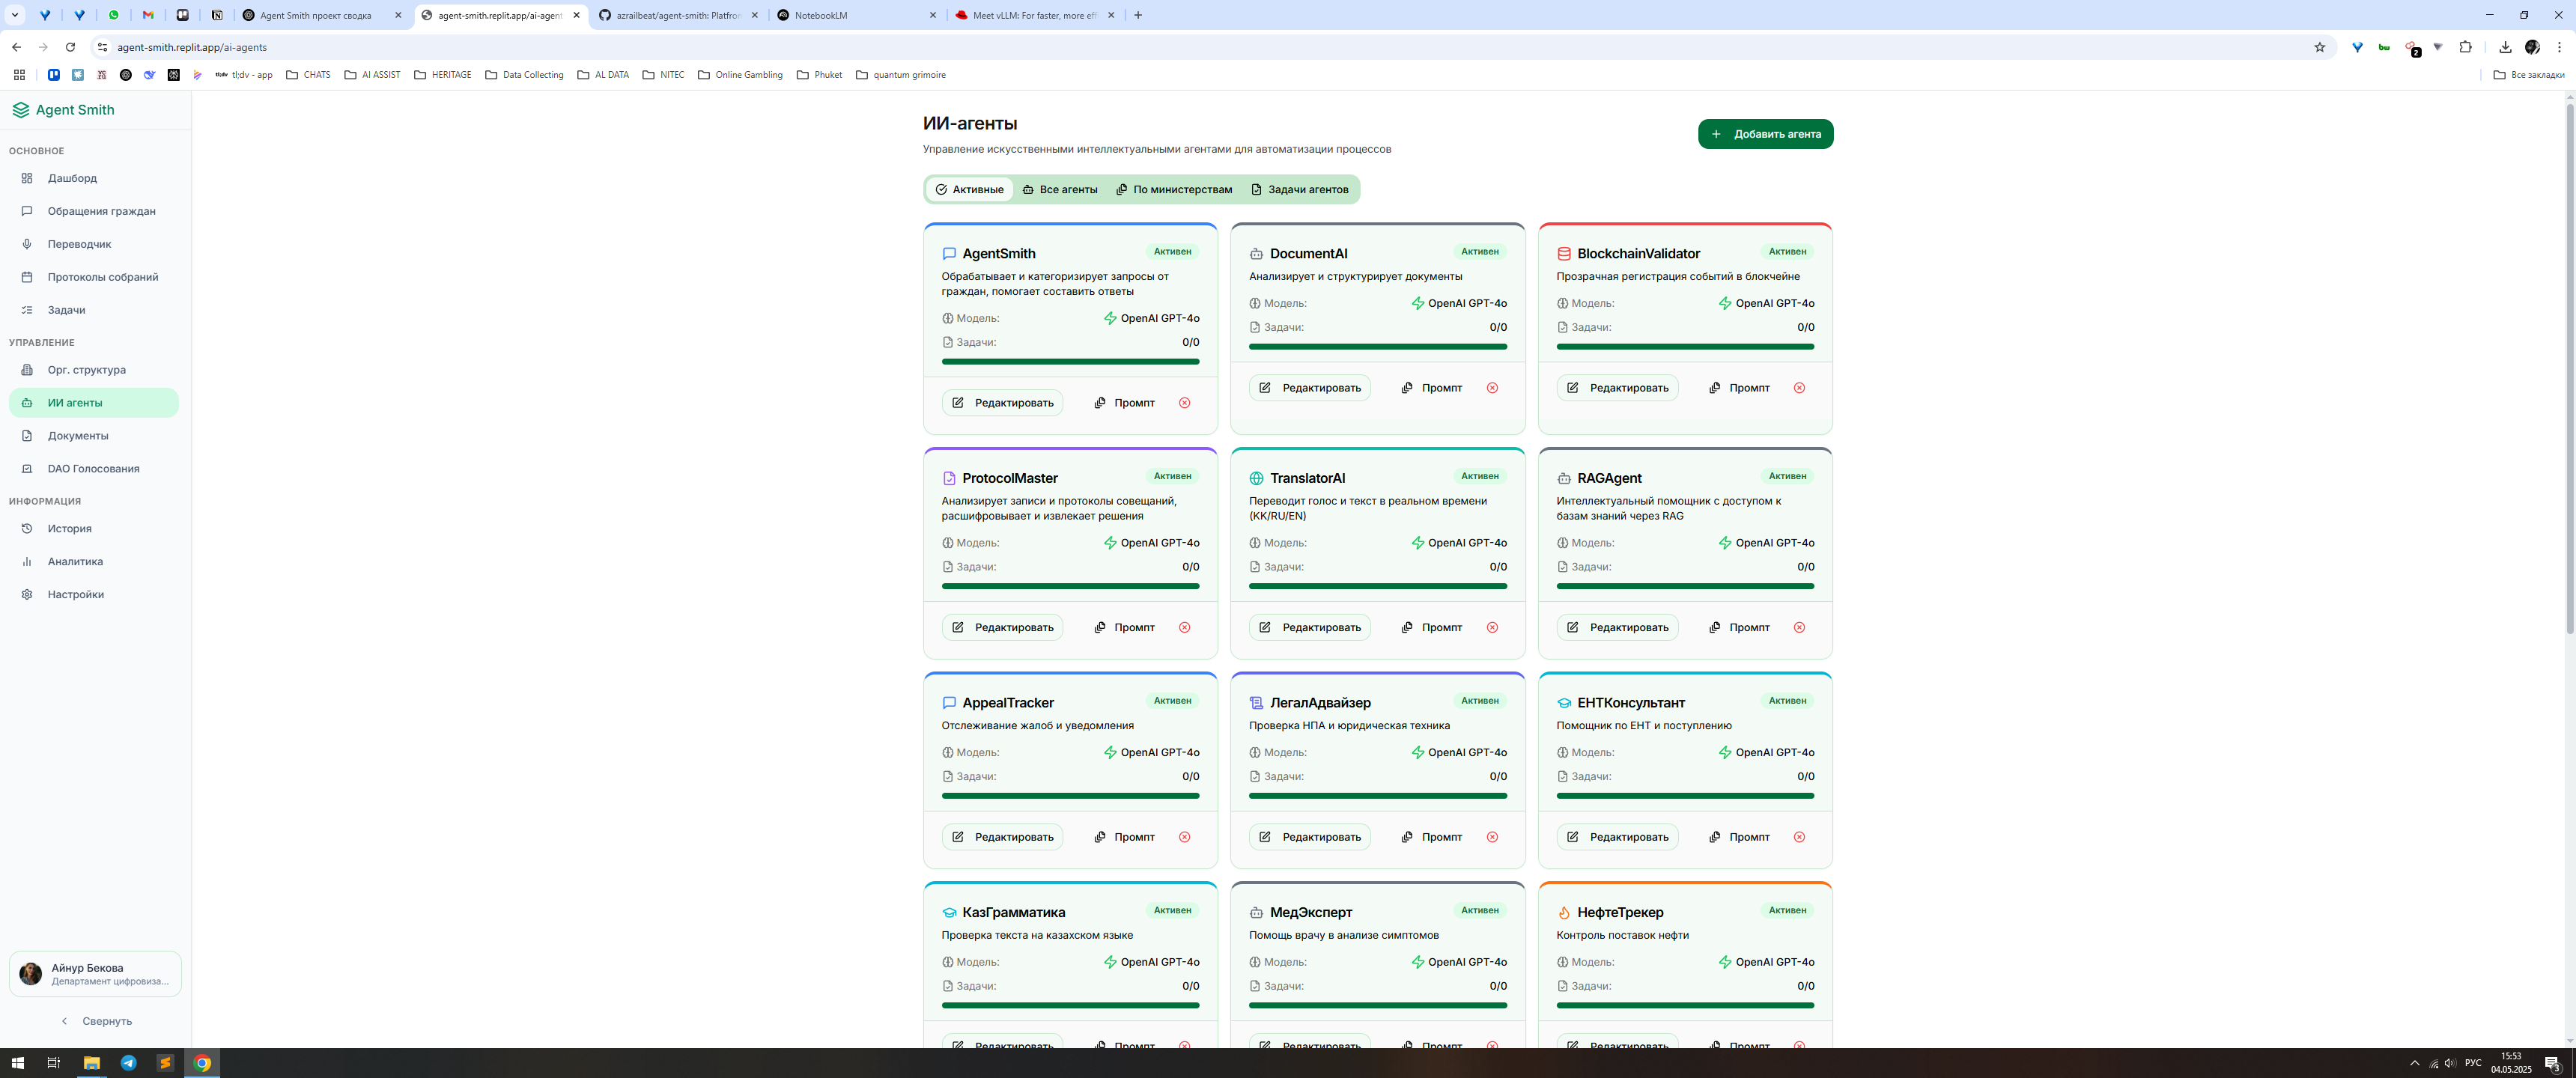 Agent Smith проект сводка
agent-smith.replit.app/ai-agent
azrailbeat/agent-smith: Platfro
NotebookLM
Meet vLLM: For faster, more ef
agent-smith.replit.app/ai-agents
2
tl;dv - app
CHATS
AI ASSIST
HERITAGE
Data Collecting
AL DATA
NITEC
Online Gambling
Phuket
quantum grimoire
Все закладки
Agent Smith
ОСНОВНОЕ
Дашборд
Обращения граждан
Переводчик
Протоколы собраний
Задачи
УПРАВЛЕНИЕ
Орг. структура
ИИ агенты
Документы
DAO Голосования
ИНФОРМАЦИЯ
История
Аналитика
Настройки
Айнур Бекова
Департамент цифровиза...
Свернуть
ИИ-агенты
Управление искусственными интеллектуальными агентами для автоматизации процессов
Добавить агента
Активные
Все агенты
По министерствам
Задачи агентов
AgentSmith
Активен
Обрабатывает и категоризирует запросы от
граждан, помогает составить ответы
Модель: OpenAI GPT-4o
Задачи: 0/0
Редактировать Промпт
DocumentAI
Активен
Анализирует и структурирует документы
Модель: OpenAI GPT-4o
Задачи: 0/0
Редактировать Промпт
BlockchainValidator
Активен
Прозрачная регистрация событий в блокчейне
Модель: OpenAI GPT-4o
Задачи: 0/0
Редактировать Промпт
ProtocolMaster
Активен
Анализирует записи и протоколы совещаний,
расшифровывает и извлекает решения
Модель: OpenAI GPT-4o
Задачи: 0/0
Редактировать Промпт
TranslatorAI
Активен
Переводит голос и текст в реальном времени
(KK/RU/EN)
Модель: OpenAI GPT-4o
Задачи: 0/0
Редактировать Промпт
RAGAgent
Активен
Интеллектуальный помощник с доступом к
базам знаний через RAG
Модель: OpenAI GPT-4o
Задачи: 0/0
Редактировать Промпт
AppealTracker
Активен
Отслеживание жалоб и уведомления
Модель: OpenAI GPT-4o
Задачи: 0/0
Редактировать Промпт
ЛегалАдвайзер
Активен
Проверка НПА и юридическая техника
Модель: OpenAI GPT-4o
Задачи: 0/0
Редактировать Промпт
ЕНТКонсультант
Активен
Помощник по ЕНТ и поступлению
Модель: OpenAI GPT-4o
Задачи: 0/0
Редактировать Промпт
КазГрамматика
Активен
Проверка текста на казахском языке
Модель: OpenAI GPT-4o
Задачи: 0/0
Редактировать Промпт
МедЭксперт
Активен
Помощь врачу в анализе симптомов
Модель: OpenAI GPT-4o
Задачи: 0/0
Редактировать Промпт
НефтеТрекер
Активен
Контроль поставок нефти
Модель: OpenAI GPT-4o
Задачи: 0/0
Редактировать Промпт
РУС
15:53
04.05.2025
3